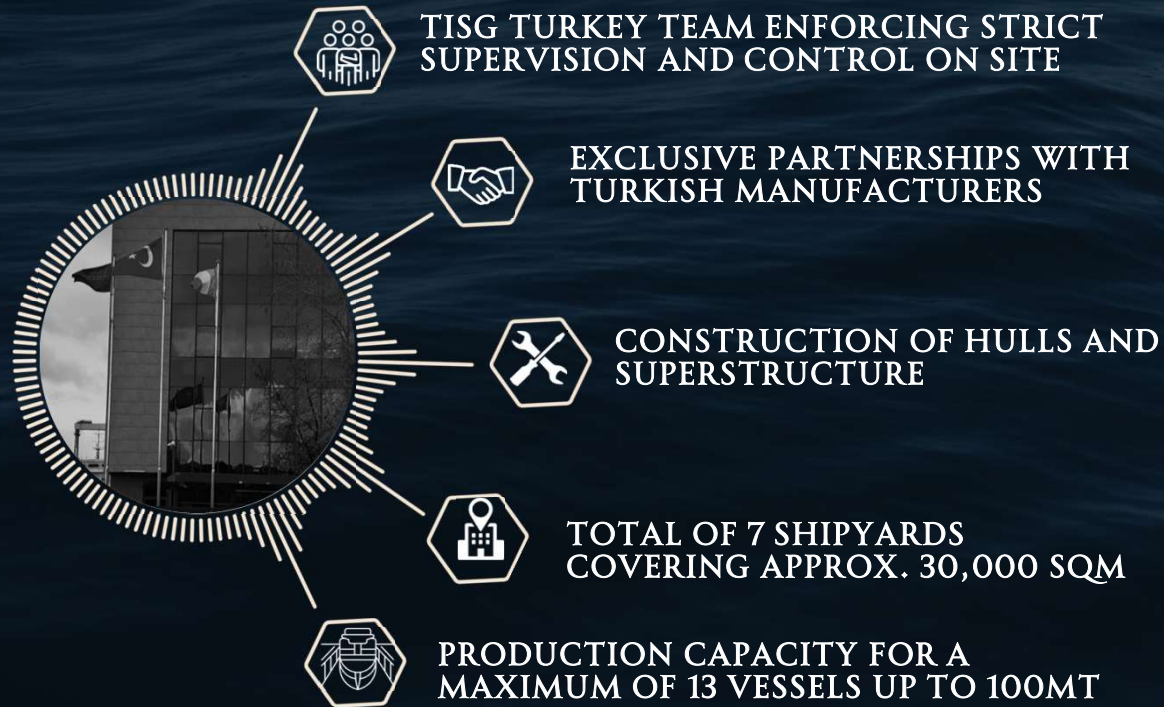 TISG TURKEY TEAM ENFORCING STRICT
SUPERVISION AND CONTROL ON SITE
EXCLUSIVE PARTNERSHIPS WITH
TURKISH MANUFACTURERS
CONSTRUCTION OF HULLS AND
SUPERSTRUCTURE
TOTAL OF 7 SHIPYARDS
COVERING APPROX. 30,000 SQM
PRODUCTION CAPACITY FOR A
MAXIMUM OF 13 VESSELS UP TO 100MT